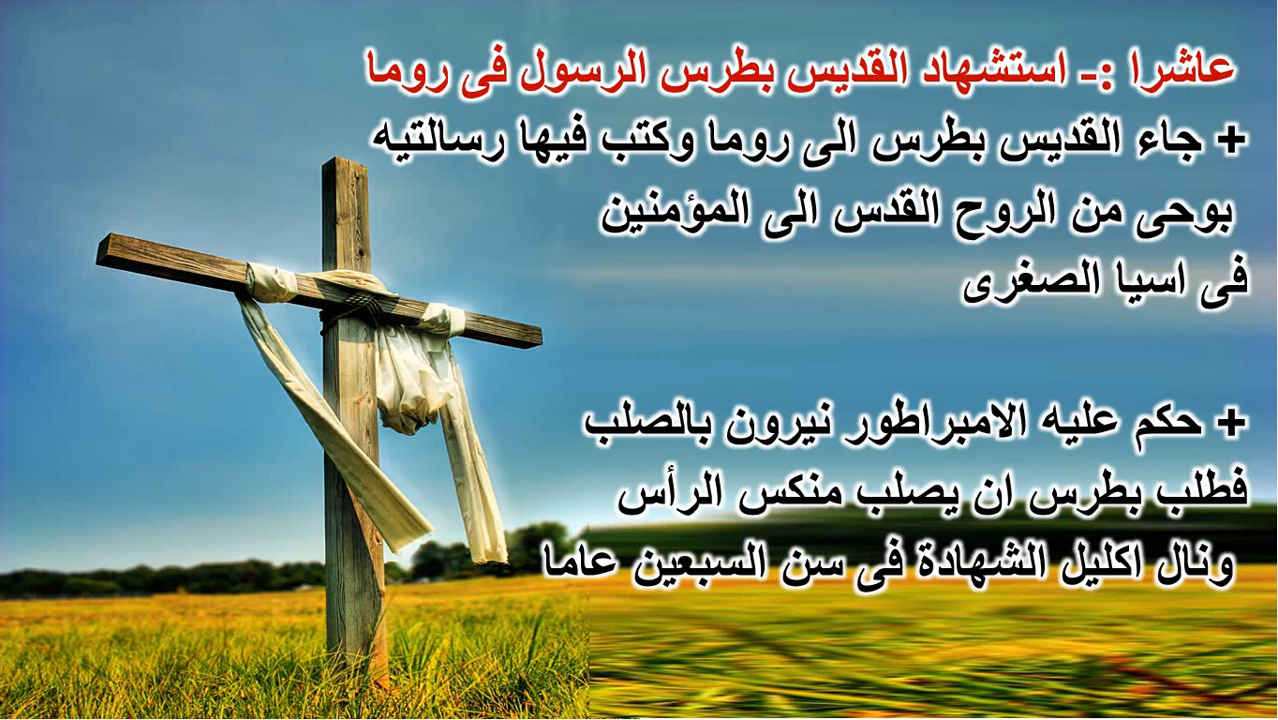 عاشرا :- استشهاد القديس بطرس الرسول فى روما
+ جاء القديس بطرس الى روما وكتب فيها رسالتيه
بوحى من الروح القدس الى المؤمنين
فى اسيا الصغرى
+ حكم عليه الامبراطور نيرون بالصلب
فطلب بطرس ان يصلب منكس الرأس
ونال اكليل الشهادة فى سن السبعين عاما